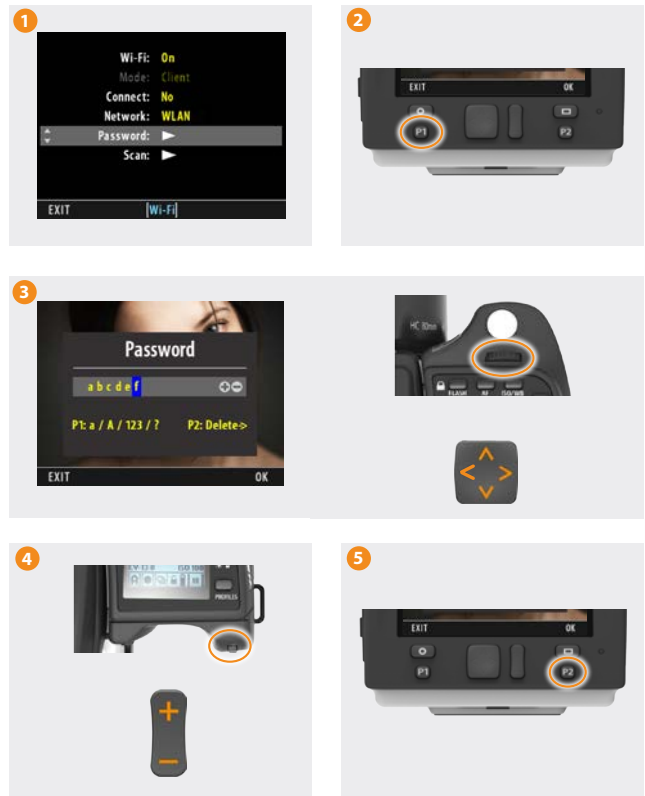 1
Wi-Fi: On
Mode: Client
Connect: No
Network: WLAN
Password:
Scan:
EXIT |Wi-Fi|
2
EXIT OK
P1 P2
3
Password
a b c d e f
P1: a / A / 123 / ? P2: Delete->
EXIT OK
HC 80mm
FLASH AF ISO/WB
4
ISO 100
PROFILES
+
−
5
EXIT OK
P1 P2